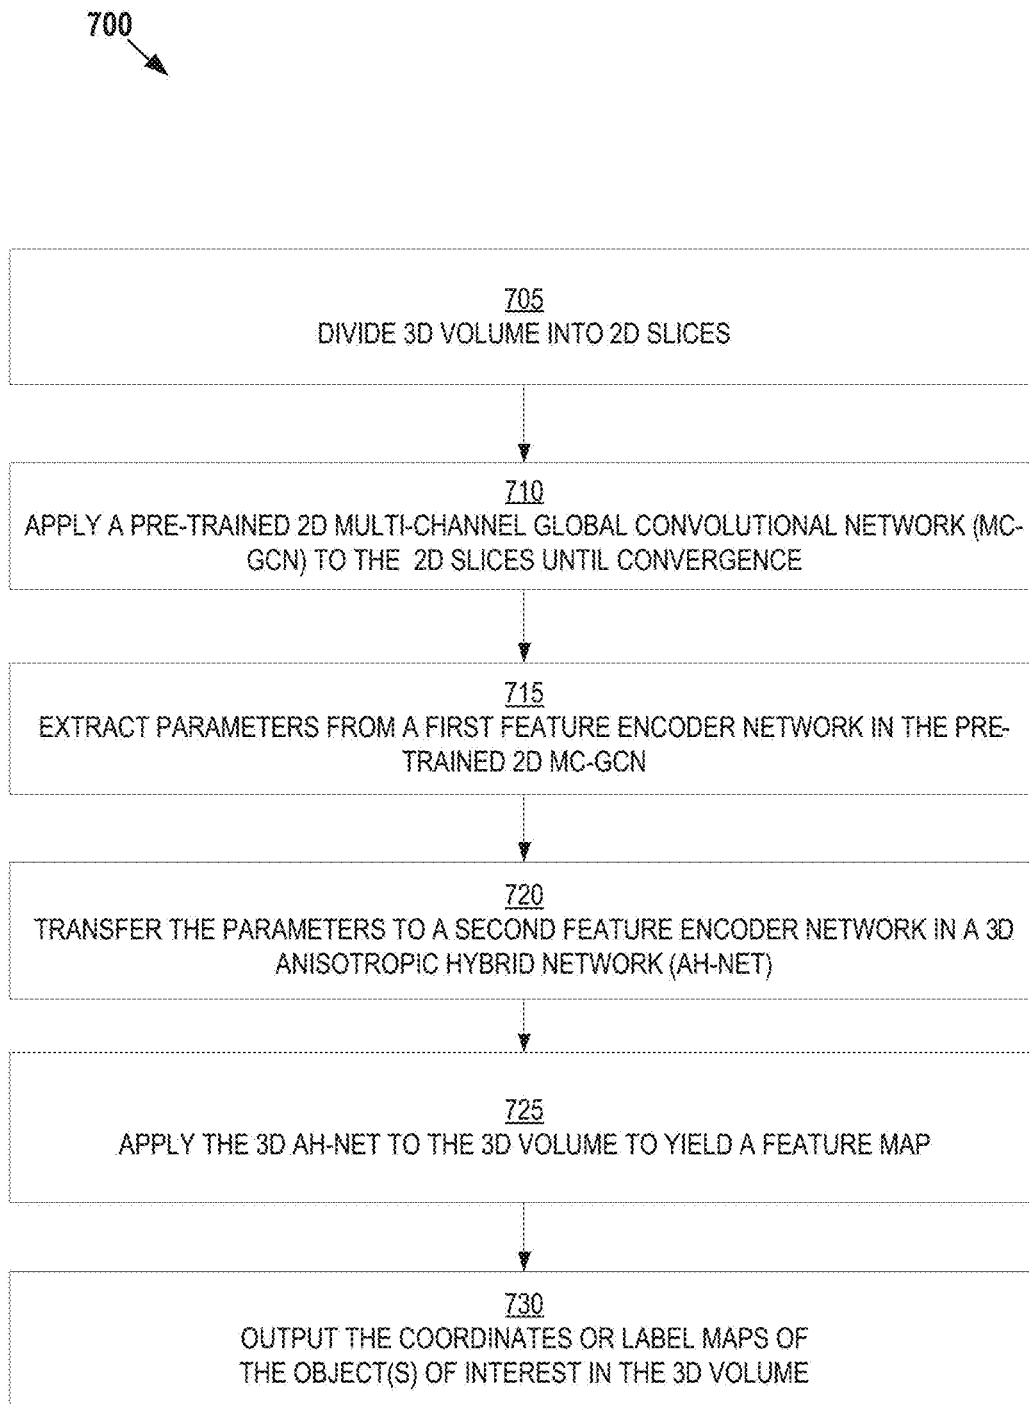 700
705
DIVIDE 3D VOLUME INTO 2D SLICES
710
APPLY A PRE-TRAINED 2D MULTI-CHANNEL GLOBAL CONVOLUTIONAL NETWORK (MC-
GCN) TO THE 2D SLICES UNTIL CONVERGENCE
715
EXTRACT PARAMETERS FROM A FIRST FEATURE ENCODER NETWORK IN THE PRE-
TRAINED 2D MC-GCN
720
TRANSFER THE PARAMETERS TO A SECOND FEATURE ENCODER NETWORK IN A 3D
ANISOTROPIC HYBRID NETWORK (AH-NET)
725
APPLY THE 3D AH-NET TO THE 3D VOLUME TO YIELD A FEATURE MAP
730
OUTPUT THE COORDINATES OR LABEL MAPS OF
THE OBJECT(S) OF INTEREST IN THE 3D VOLUME